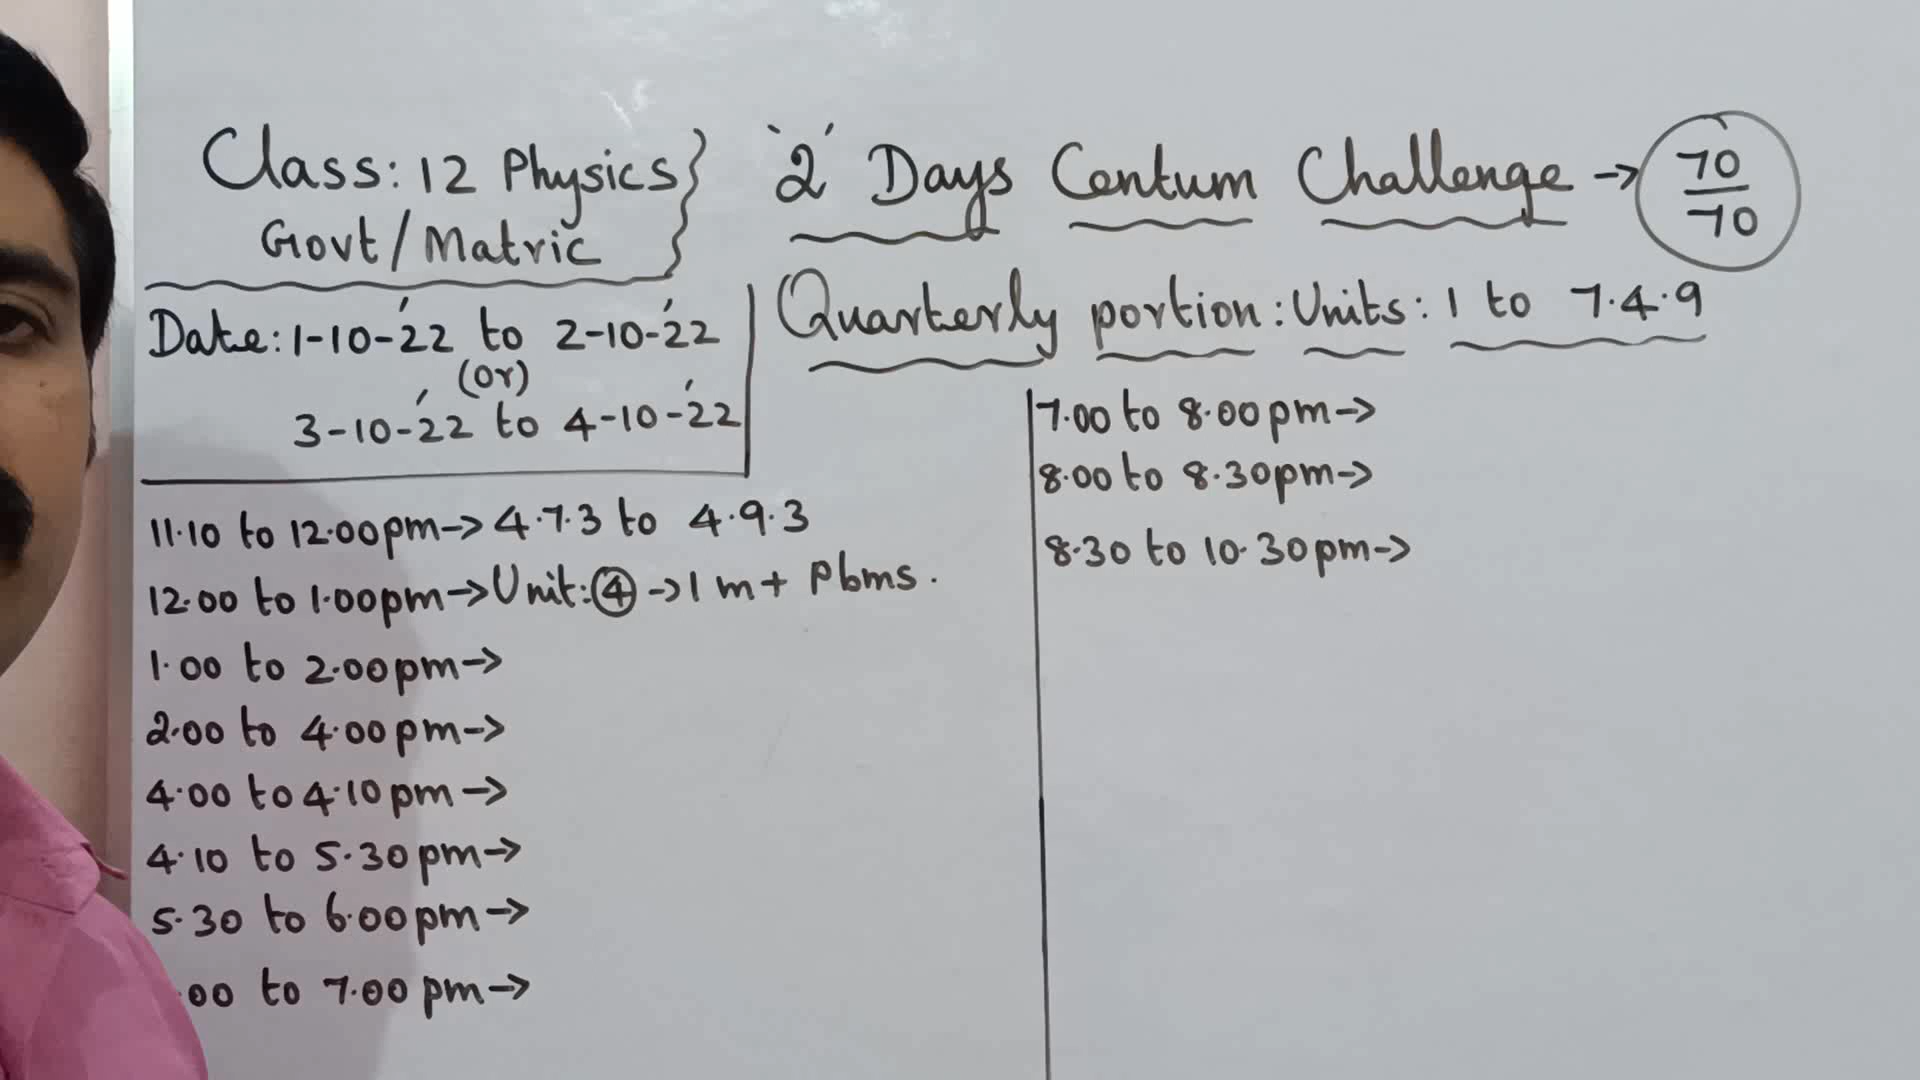 Class: 12 Physics
Govt/Matric
'2' Days Centum Challenge → 70/70
Date: 1-10-'22 to 2-10-'22
(or)
3-10-'22 to 4-10-'22
Quarterly portion: Units: 1 to 7.4.9
11.10 to 12.00pm-> 4.7.3 to 4.9.3
12.00 to 1.00pm-> Unit: 4 -> 1 m + Pbms.
1.00 to 2.00pm->
2.00 to 4.00pm->
4.00 to 4.10pm->
4.10 to 5.30pm->
5.30 to 6.00pm->
.00 to 7.00pm->
7.00 to 8.00pm->
8.00 to 8.30pm->
8.30 to 10.30pm->